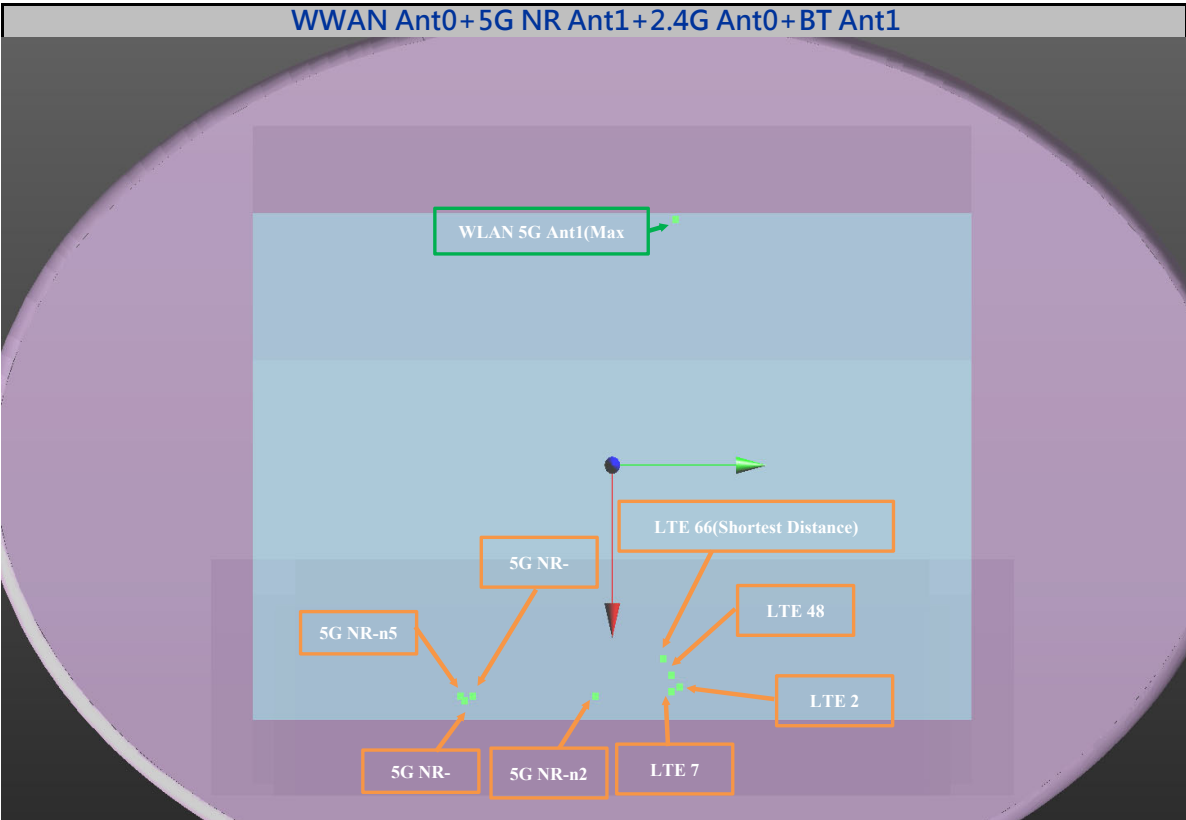 WWAN Ant0+5G NR Ant1+2.4G Ant0+BT Ant1
WLAN 5G Ant1(Max
LTE 66(Shortest Distance)
5G NR-
LTE 48
5G NR-n5
LTE 2
5G NR-
5G NR-n2
LTE 7